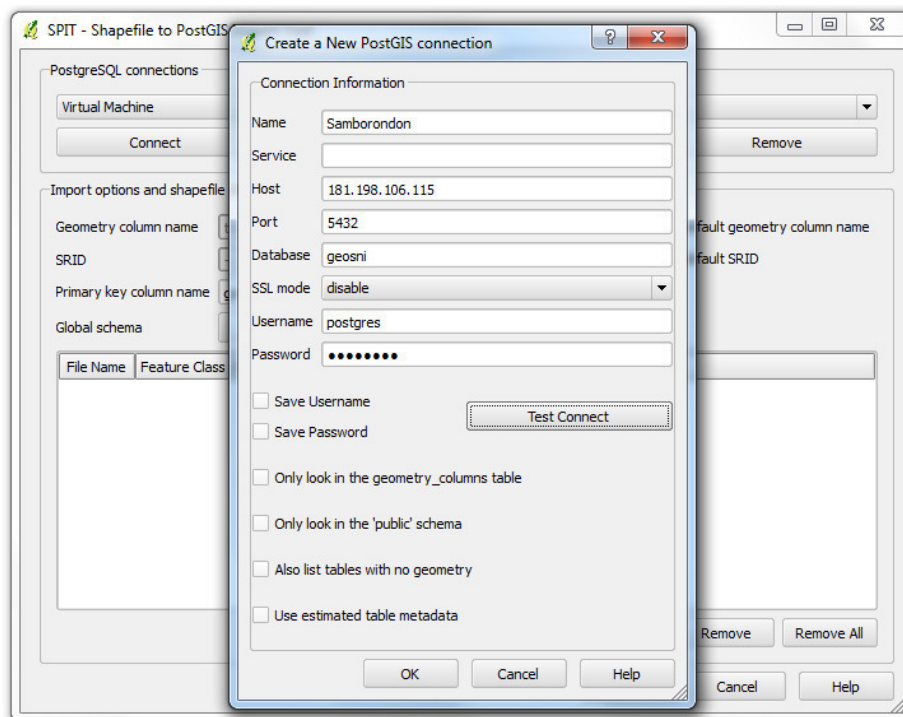 SPIT - Shapefile to PostGIS
Create a New PostGIS connection
PostgreSQL connections
Virtual Machine
Connect
Remove
Import options and shapefile
Geometry column name
fault geometry column name
SRID
fault SRID
Primary key column name
Global schema
File Name
Feature Class
Remove
Remove All
Cancel
Help
Connection Information
Name
Samborondon
Service
Host
181.198.106.115
Port
5432
Database
geosni
SSL mode
disable
Username
postgres
Password
●●●●●●●●
Save Username
Test Connect
Save Password
Only look in the geometry_columns table
Only look in the 'public' schema
Also list tables with no geometry
Use estimated table metadata
OK
Cancel
Help